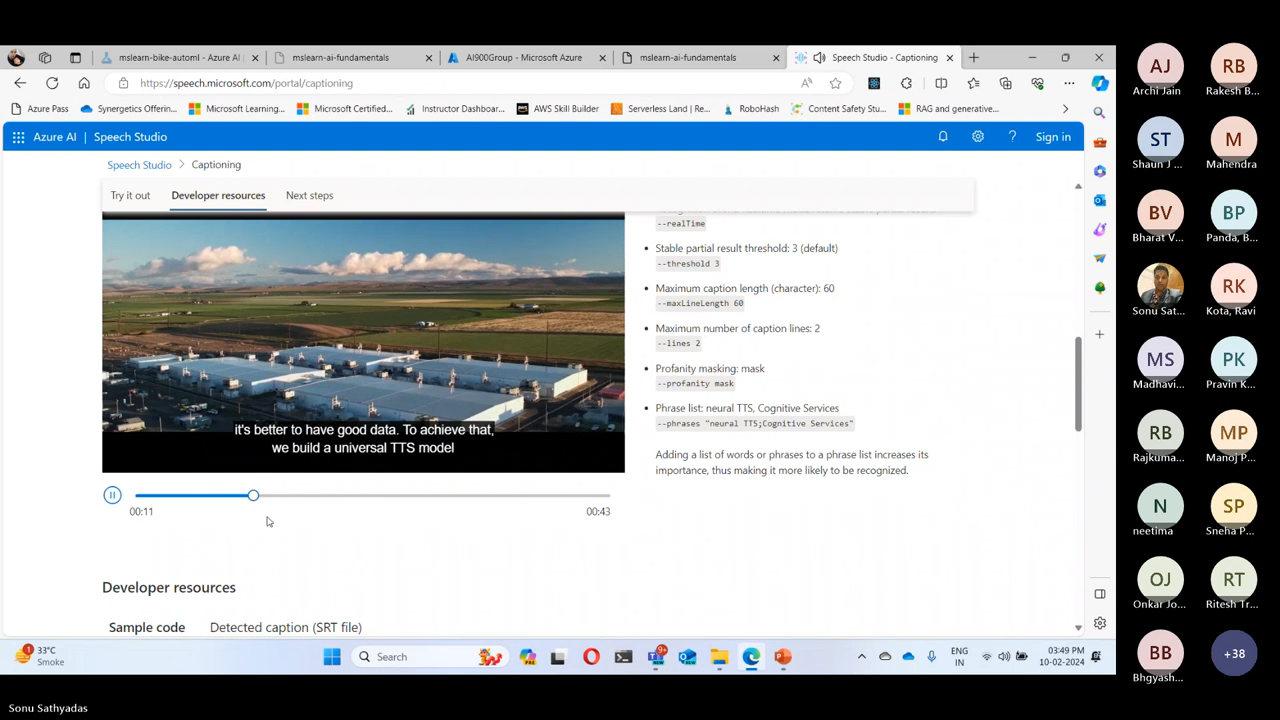 mslearn-bike-automl - Azure AI |
mslearn-ai-fundamentals
AI900Group - Microsoft Azure
mslearn-ai-fundamentals
Speech Studio - Captioning
https://speech.microsoft.com/portal/captioning
Azure Pass
Synergetics Offerin...
Microsoft Learning...
Microsoft Certified...
Instructor Dashboar...
AWS Skill Builder
Serverless Land | Re...
RoboHash
Content Safety Stu...
RAG and generative...
Azure AI | Speech Studio
Sign in
Speech Studio > Captioning
Try it out
Developer resources
Next steps
--realTime
Stable partial result threshold: 3 (default)
--threshold 3
Maximum caption length (character): 60
--maxLineLength 60
Maximum number of caption lines: 2
--lines 2
Profanity masking: mask
--profanity mask
Phrase list: neural TTS, Cognitive Services
--phrases "neural TTS;Cognitive Services"
Adding a list of words or phrases to a phrase list increases its
importance, thus making it more likely to be recognized.
it's better to have good data. To achieve that,
we build a universal TTS model
00:11
00:43
Developer resources
Sample code
Detected caption (SRT file)
1
33°C
Smoke
Search
PRE
NEW
9+
NEW
ENG
IN
03:49 PM
10-02-2024
AJ
Archi Jain
RB
Rakesh B...
ST
Shaun J ...
M
Mahendra
BV
Bharat V...
BP
Panda, B...
Sonu Sat...
RK
Kota, Ravi
MS
Madhavi...
PK
Pravin K...
RB
Rajkuma...
MP
Manoj P...
N
neetima
SP
Sneha P...
OJ
Onkar Jo...
RT
Ritesh Tr...
BB
Bhgyash...
+38
Sonu Sathyadas